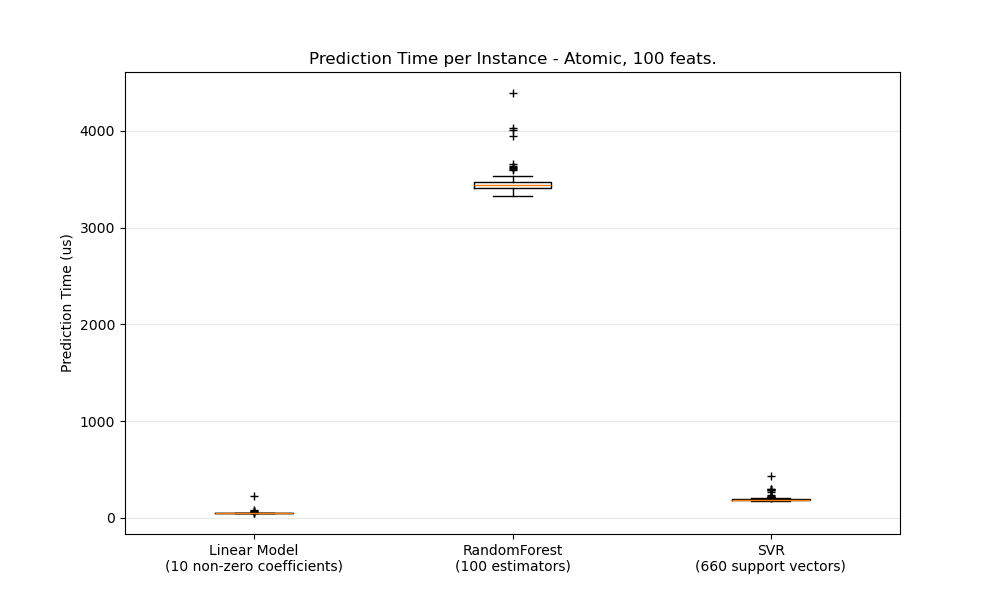 Prediction Time per Instance - Atomic, 100 feats.
Prediction Time (us)
4000
3000
2000
1000
0
Linear Model
(10 non-zero coefficients)
RandomForest
(100 estimators)
SVR
(660 support vectors)